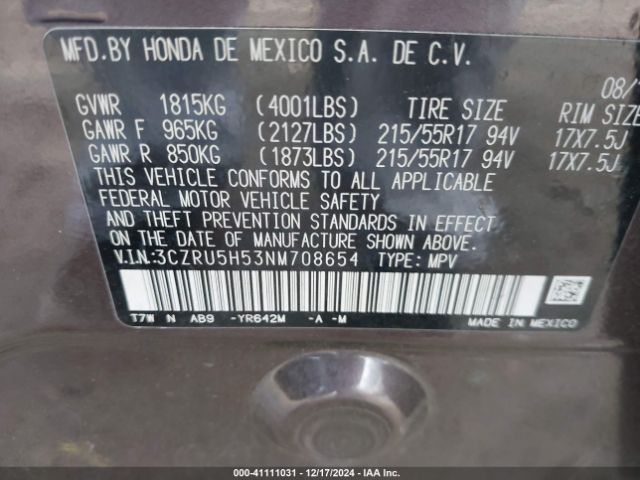 MFD.BY HONDA DE MEXICO S.A. DE C.V.
08/
GVWR 1815KG (4001LBS) TIRE SIZE RIM SIZE
GAWR F 965KG (2127LBS) 215/55R17 94V 17X7.5J
GAWR R 850KG (1873LBS) 215/55R17 94V 17X7.5J
THIS VEHICLE CONFORMS TO ALL APPLICABLE
FEDERAL MOTOR VEHICLE SAFETY
AND THEFT PREVENTION STANDARDS IN EFFECT
ON THE DATE OF MANUFACTURE SHOWN ABOVE.
V.I.N:3CZRU5H53NM708654 TYPE: MPV
T7W N AB9 -YR642M -A -M
MADE IN MEXICO
000-41111031 - 12/17/2024 - IAA Inc.